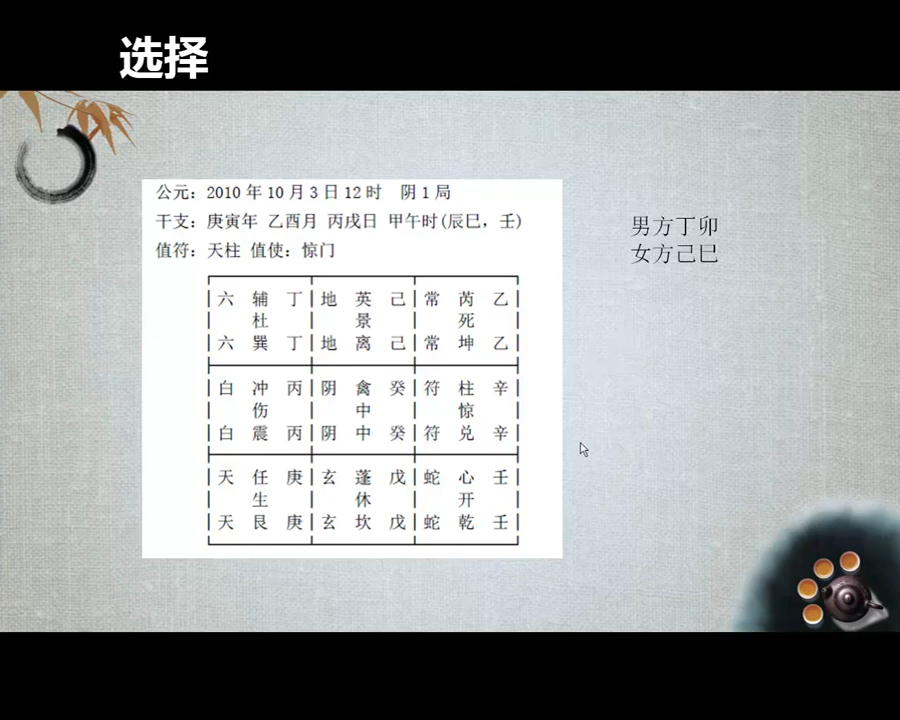 选择
公元：2010 年 10 月 3 日 12 时 阴 1 局
干支：庚寅年 乙酉月 丙戌日 甲午时(辰巳，壬)
值符：天柱 值使：惊门
男方丁卯
女方己巳
六 辅 丁 地 英 己 常 芮 乙
杜 景 死
六 巽 丁 地 离 己 常 坤 乙
白 冲 丙 阴 禽 癸 符 柱 辛
伤 中 惊
白 震 丙 阴 中 癸 符 兑 辛
天 任 庚 玄 蓬 戊 蛇 心 壬
生 休 开
天 艮 庚 玄 坎 戊 蛇 乾 壬